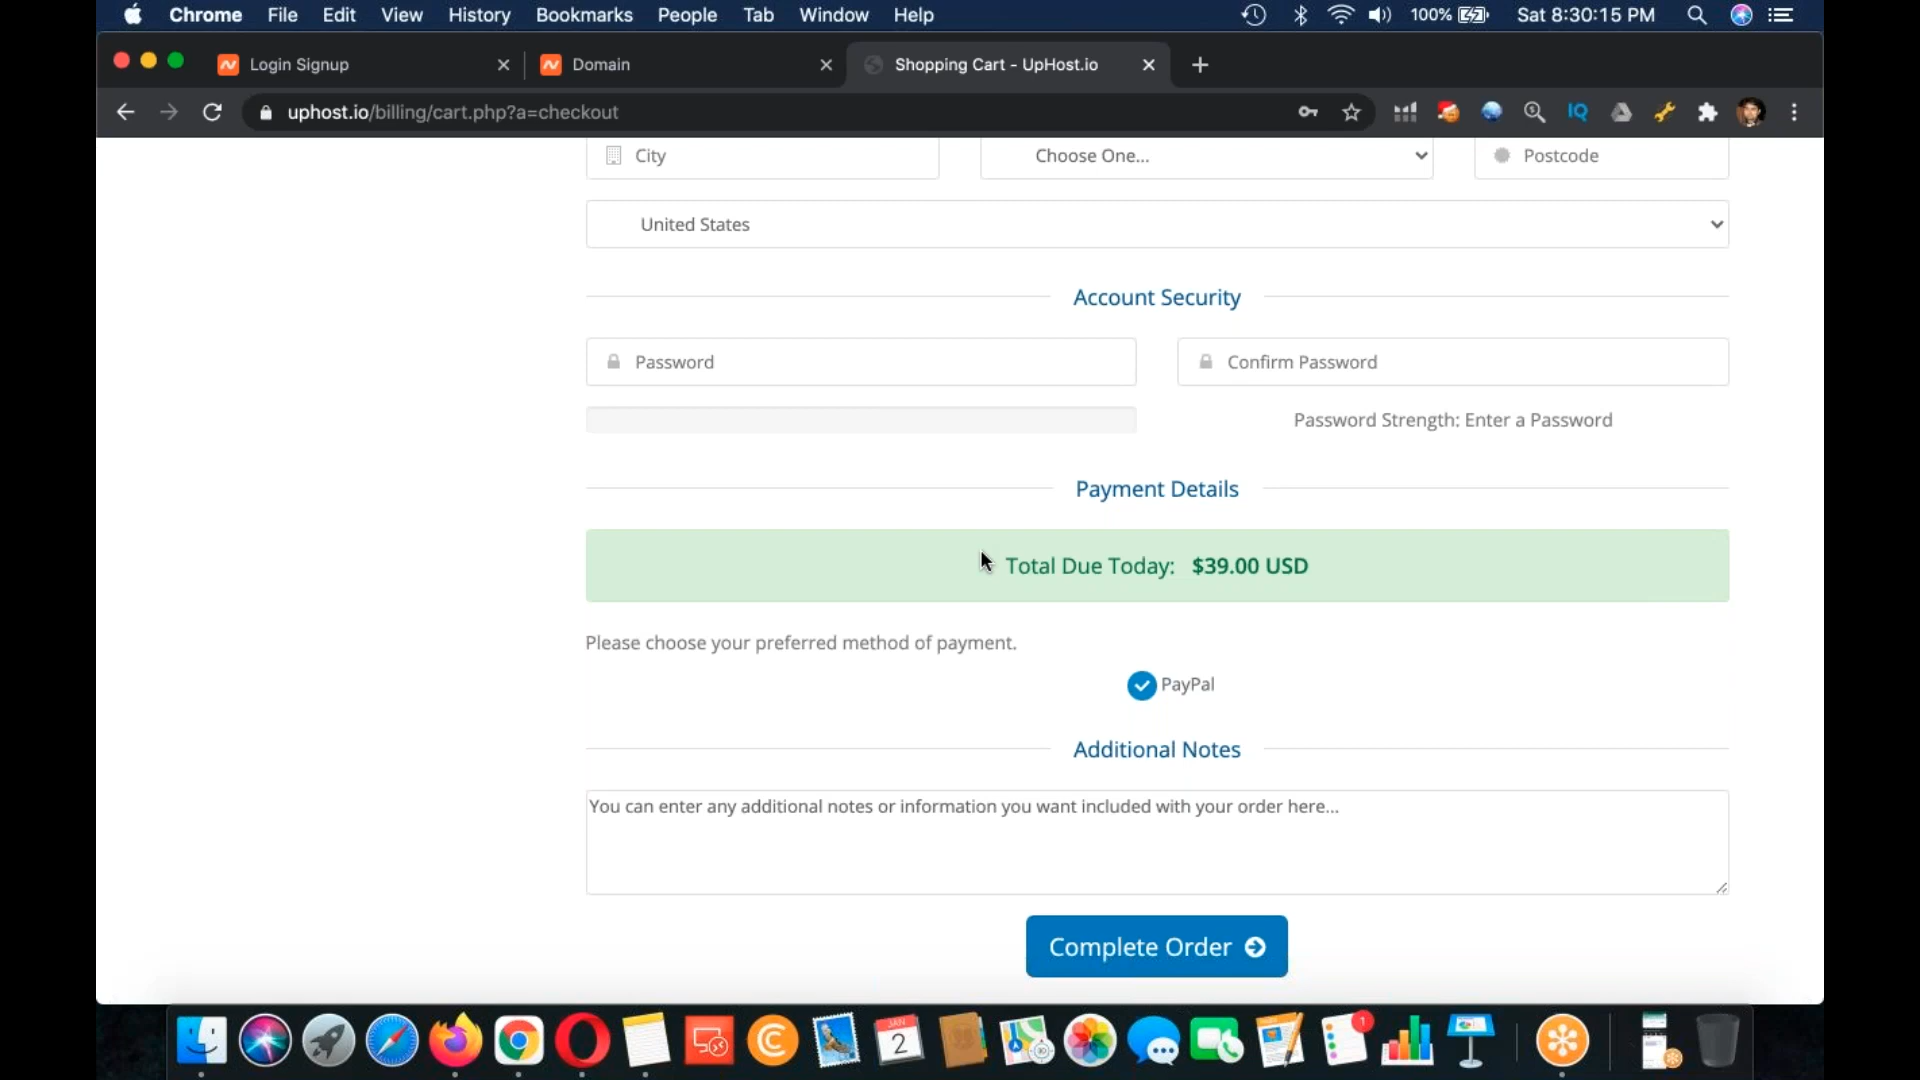 Chrome File Edit View History Bookmarks People Tab Window Help 100% Sat 8:30:15 PM
Login Signup Domain Shopping Cart - UpHost.io
uphost.io/billing/cart.php?a=checkout IQ
City Choose One... Postcode
United States
Account Security
Password Confirm Password
Password Strength: Enter a Password
Payment Details
Total Due Today: $39.00 USD
Please choose your preferred method of payment.
PayPal
Additional Notes
You can enter any additional notes or information you want included with your order here...
Complete Order
JAN
2
1